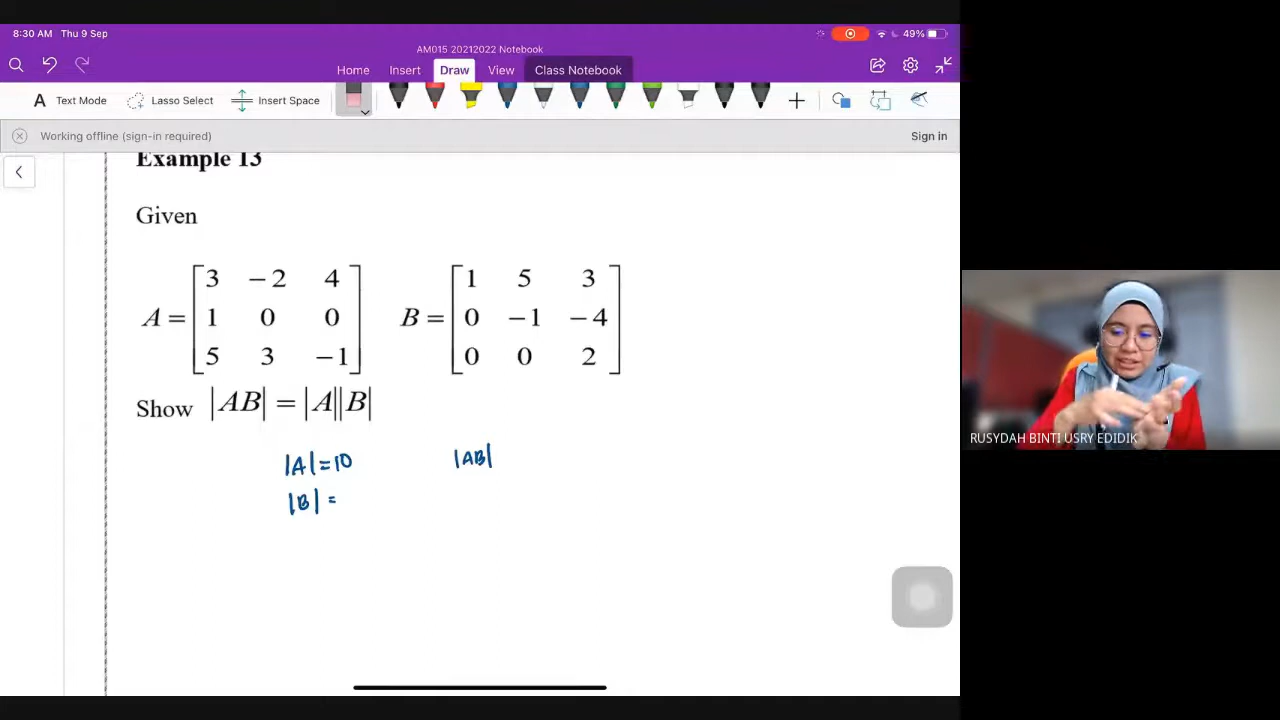 8:30 AM Thu 9 Sep
49%
AM015 20212022 Notebook
Home Insert Draw View Class Notebook
A Text Mode Lasso Select Insert Space
Working offline (sign-in required) Sign in
Example 13
Given
A = [3 −2 4] B = [1 5 3]
[1 0 0] [0 −1 −4]
[5 3 −1] [0 0 2]
Show |AB| = |A||B|
|A| = 10 |AB|
|B| =
RUSYDAH BINTI USRY EDIDIK